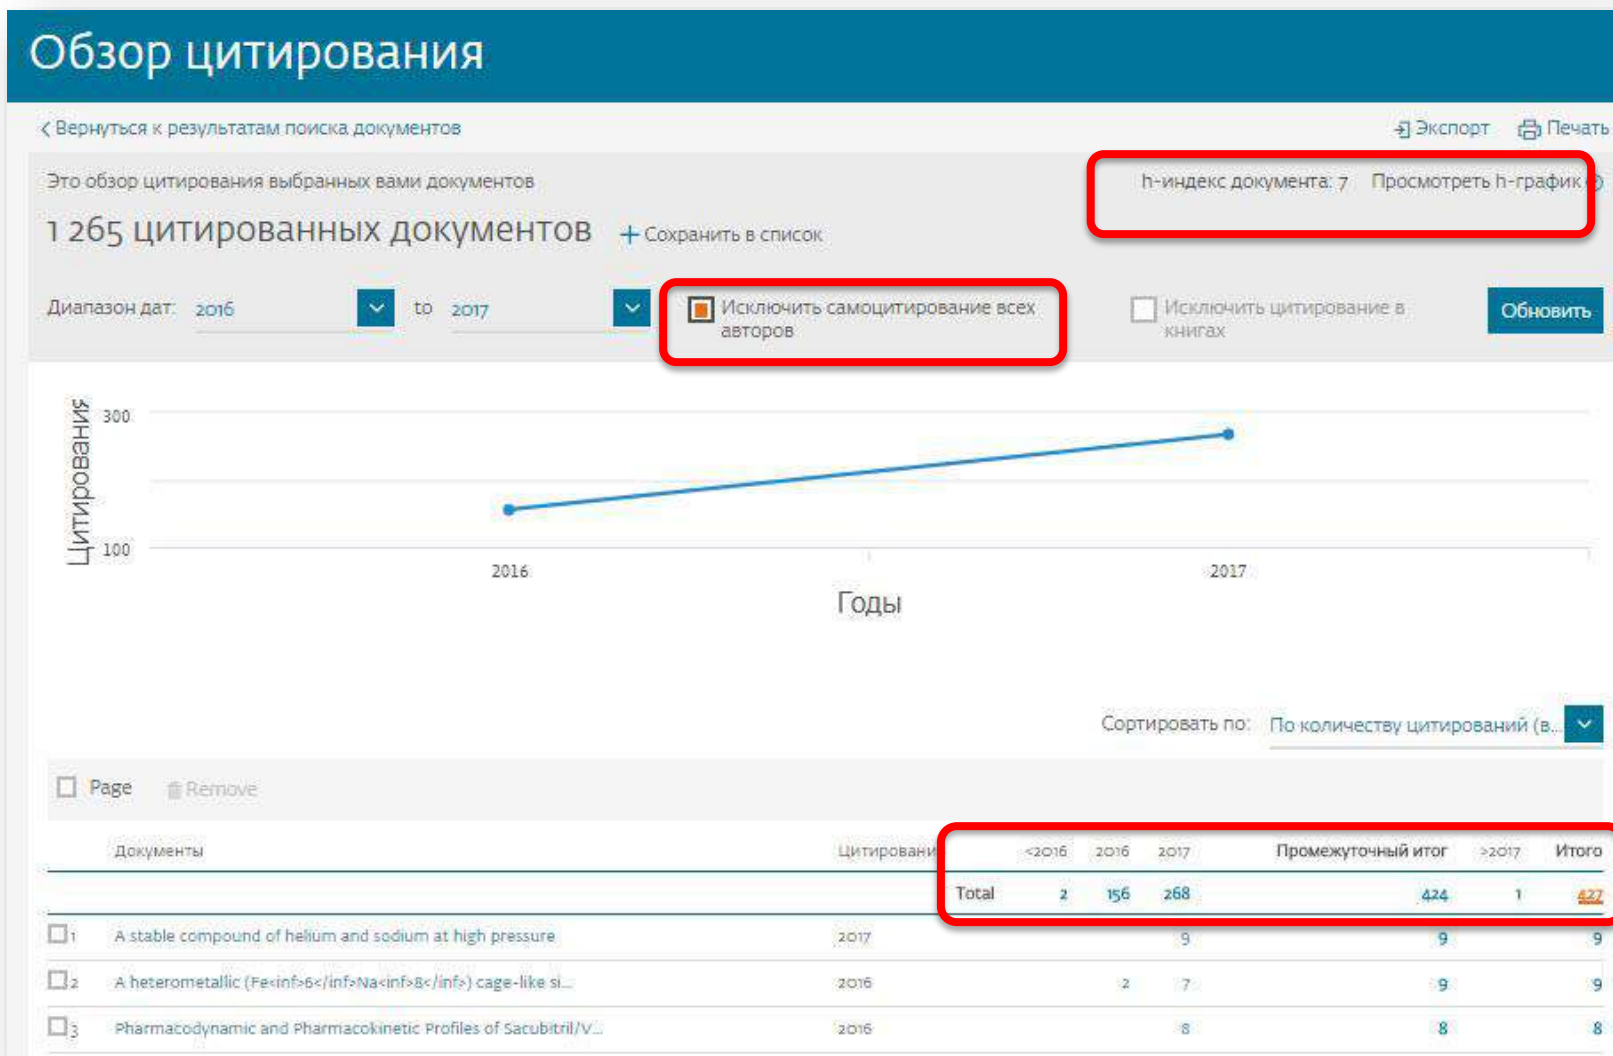 Обзор цитирования
Вернуться к результатам поиска документов
Экспорт Печать
Это обзор цитирования выбранных вами документов
h-индекс документа: 7 Просмотреть h-график
1 265 цитированных документов + Сохранить в список
Диапазон дат: 2016 to 2017
Исключить самоцитирование всех
авторов
Исключить цитирование в
книгах
Обновить
Цитирования
300
100
2016 2017
Годы
Сортировать по: По количеству цитирований (в...
Page Remove
Документы Цитировани <2016 2016 2017 Промежуточный итог >2017 Итого
Total 2 156 268 424 1 427
1 A stable compound of helium and sodium at high pressure 2017 9 9 9
2 A heterometallic (Fe<inf>6</inf>Na<inf>8</inf>) cage-like si... 2016 2 7 9 9
3 Pharmacodynamic and Pharmacokinetic Profiles of Sacubitril/V... 2016 8 8 8